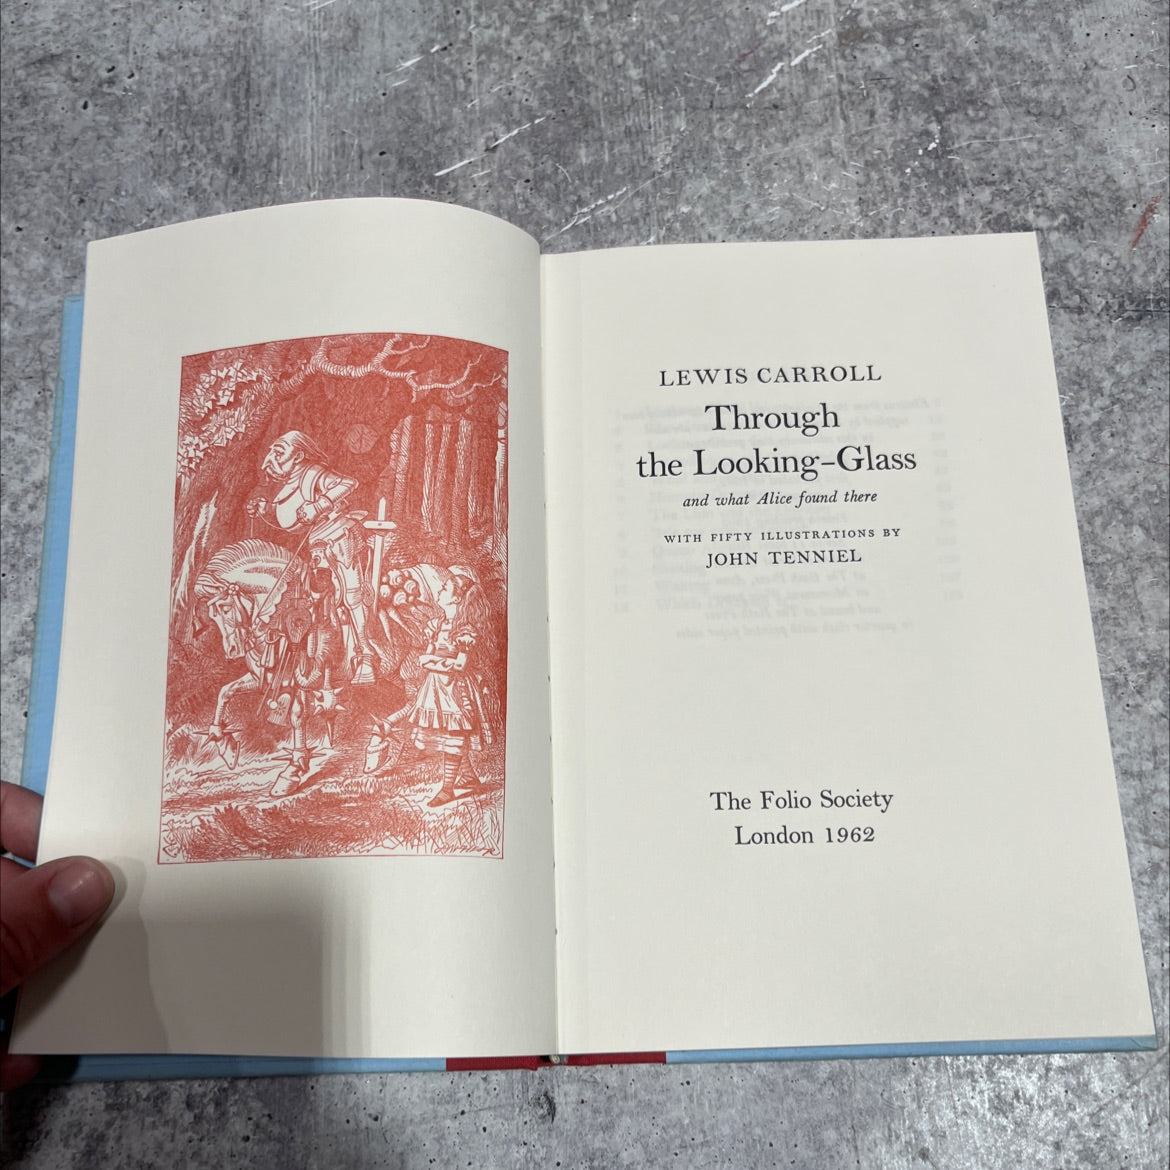 LEWIS CARROLL
Through
the Looking-Glass
and what Alice found there
WITH FIFTY ILLUSTRATIONS BY
JOHN TENNIEL
The Folio Society
London 1962